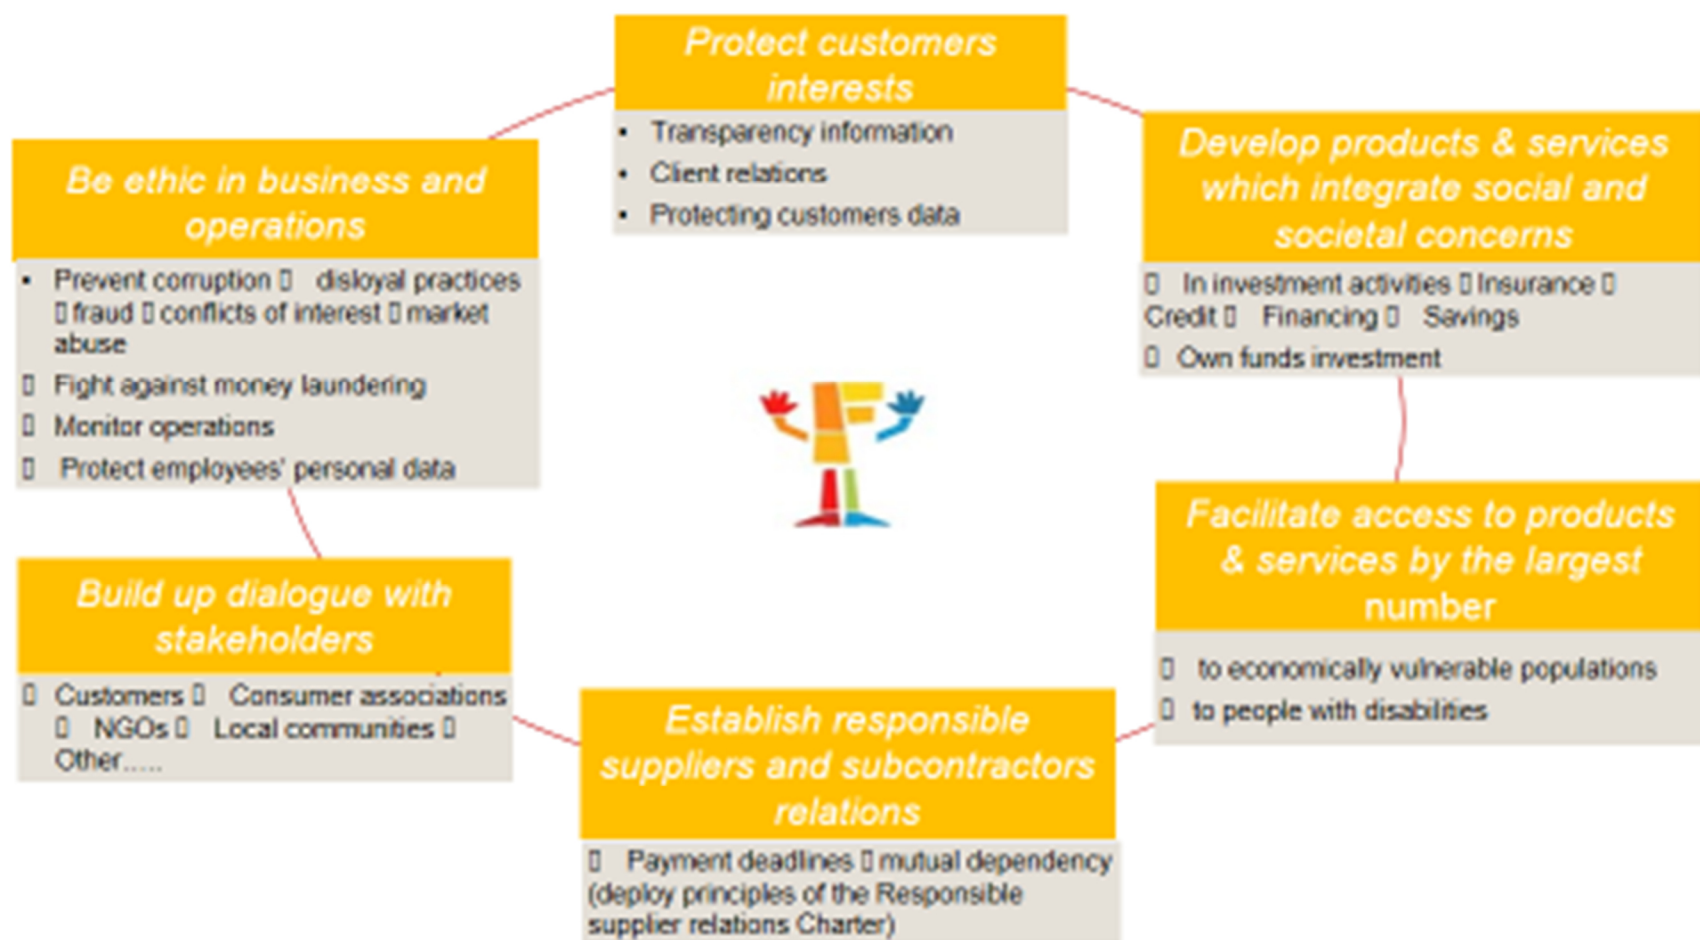 Protect customers
interests
• Transparency information
• Client relations
• Protecting customers data
Develop products & services
which integrate social and
societal concerns
▯ In investment activities ▯ Insurance ▯
Credit ▯ Financing ▯ Savings
▯ Own funds investment
Facilitate access to products
& services by the largest
number
▯ to economically vulnerable populations
▯ to people with disabilities
Establish responsible
suppliers and subcontractors
relations
▯ Payment deadlines ▯ mutual dependency
(deploy principles of the Responsible
supplier relations Charter)
Build up dialogue with
stakeholders
▯ Customers ▯ Consumer associations
▯ NGOs ▯ Local communities ▯
Other.....
Be ethic in business and
operations
• Prevent corruption ▯ disloyal practices
▯ fraud ▯ conflicts of interest ▯ market
abuse
▯ Fight against money laundering
▯ Monitor operations
▯ Protect employees' personal data